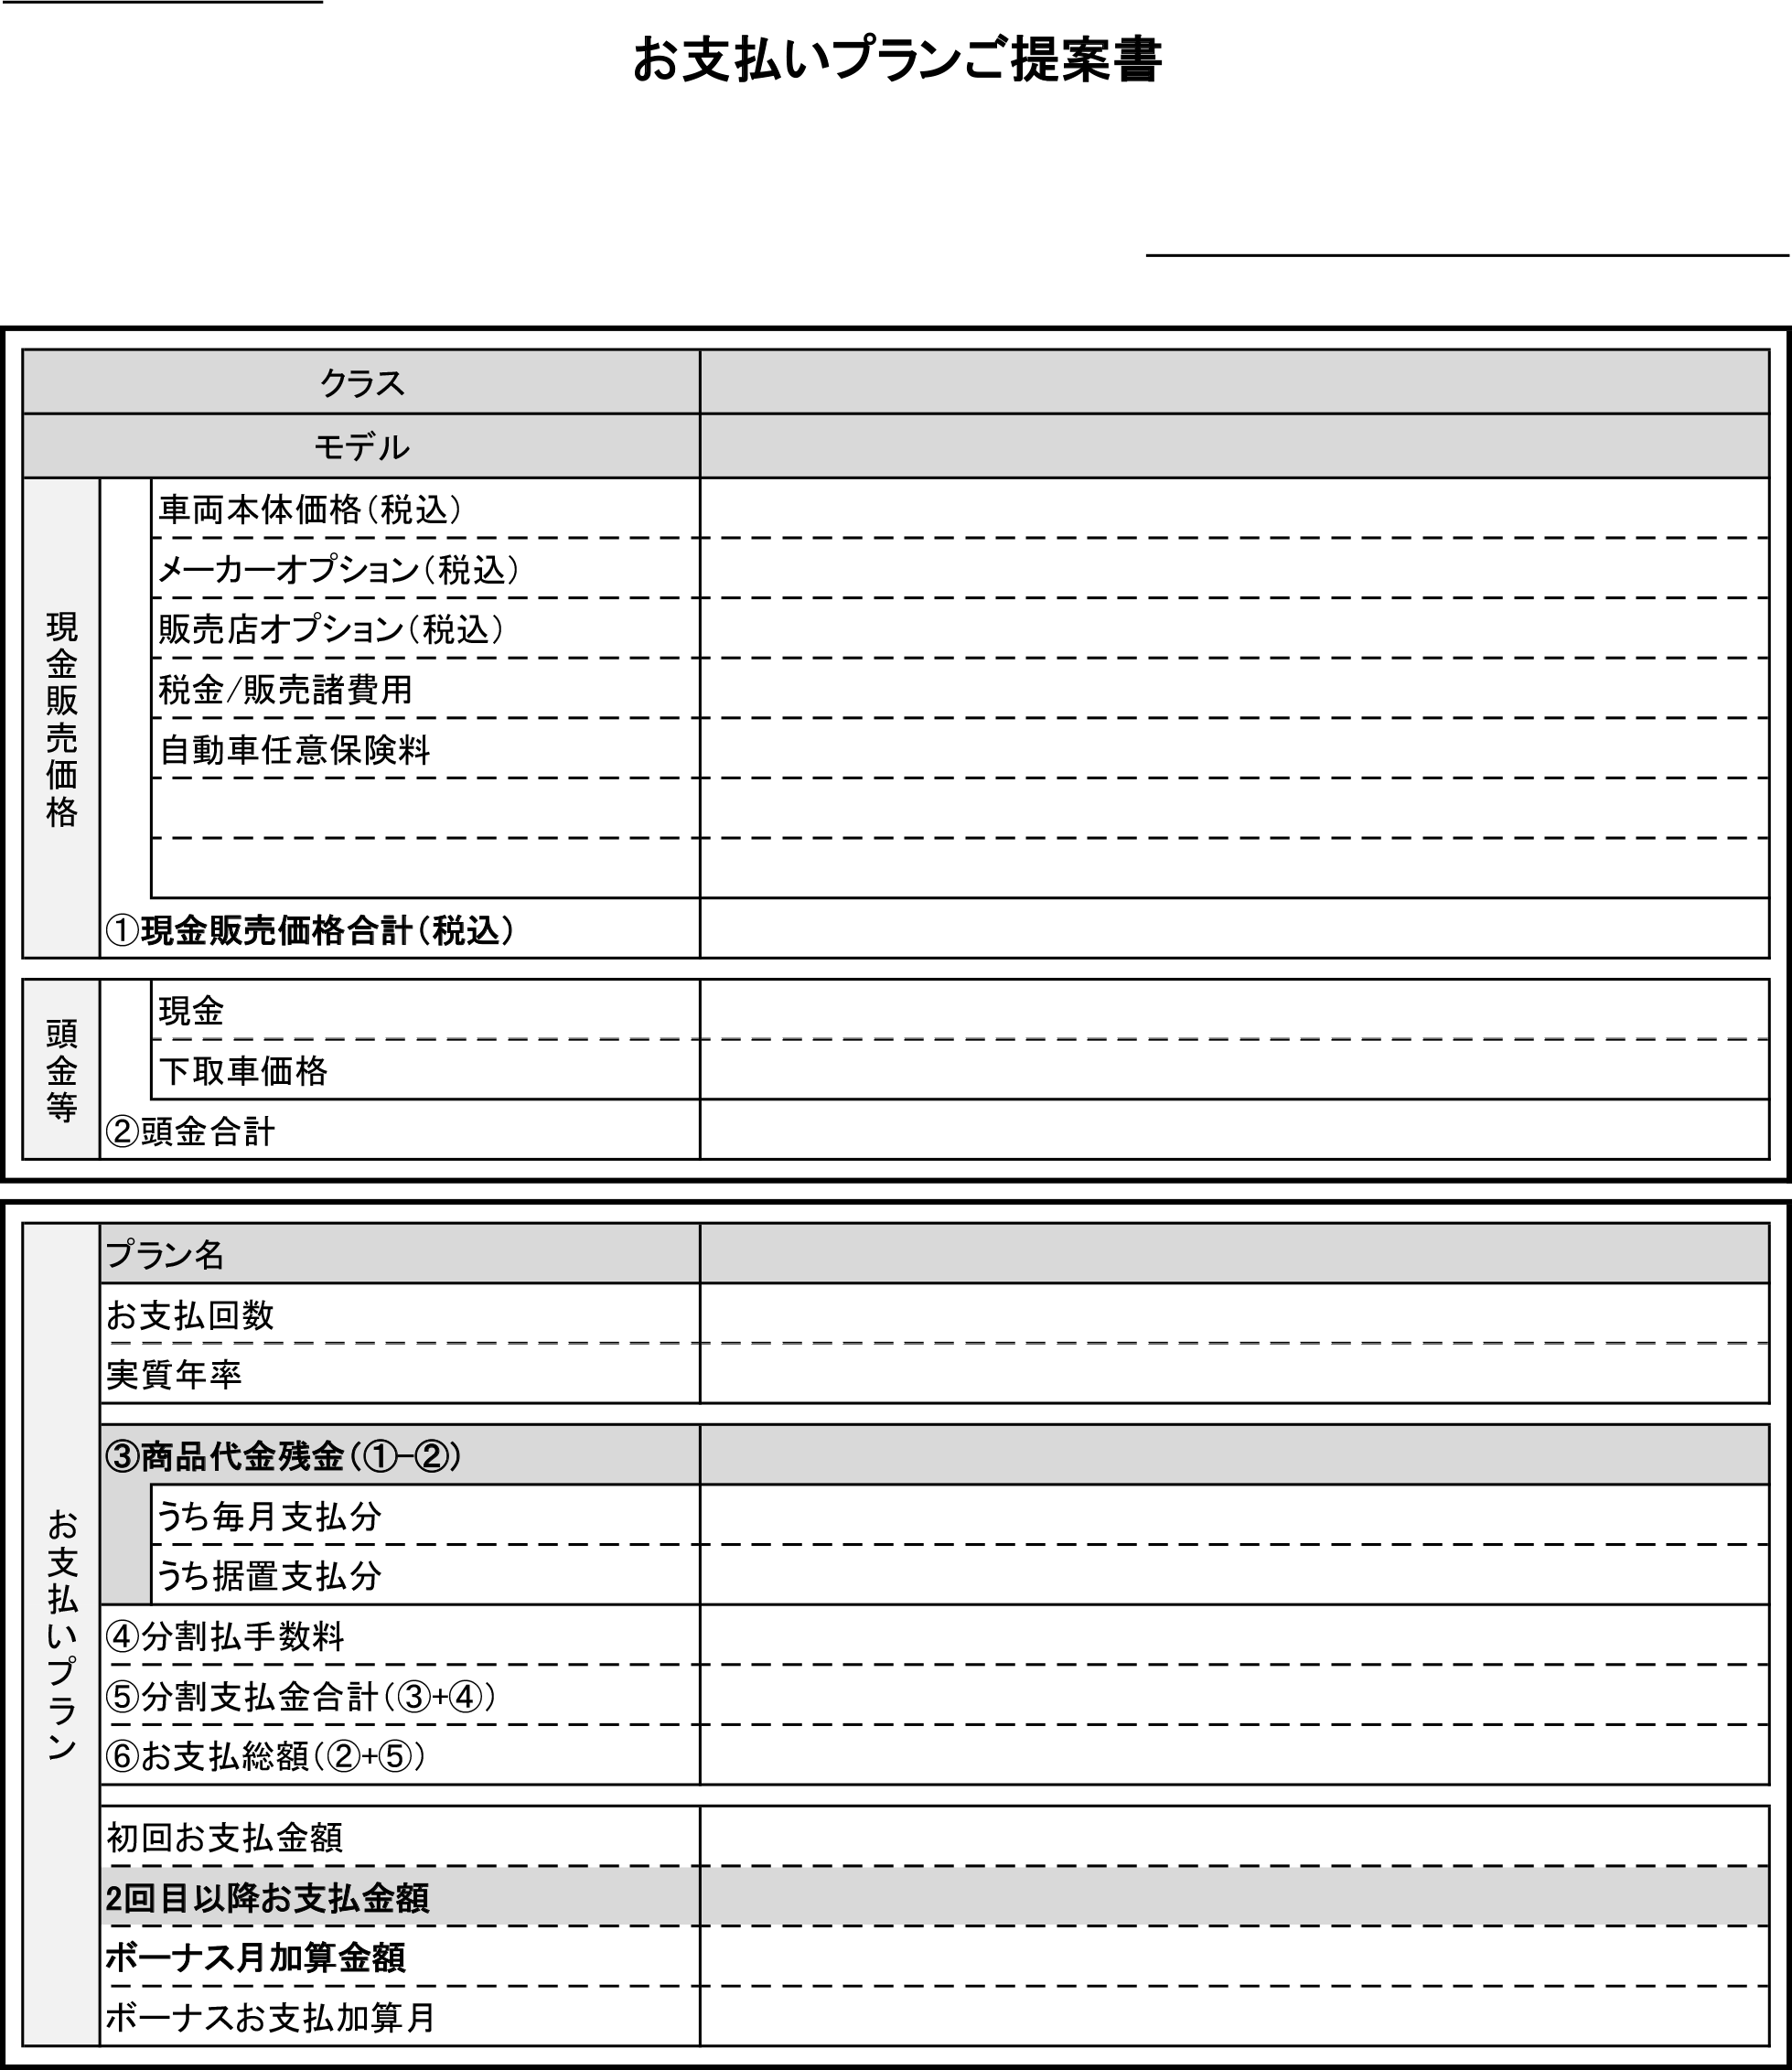 お支払いプランご提案書
クラス
モデル
現金販売価格
車両本体価格（税込）
メーカーオプション（税込）
販売店オプション（税込）
税金/販売諸費用
自動車任意保険料
①現金販売価格合計（税込）
頭金等
現金
下取車価格
②頭金合計
お支払いプラン
プラン名
お支払回数
実質年率
③商品代金残金（①-②）
うち毎月支払分
うち据置支払分
④分割払手数料
⑤分割支払金合計（③+④）
⑥お支払総額（②+⑤）
初回お支払金額
2回目以降お支払金額
ボーナス月加算金額
ボーナスお支払加算月